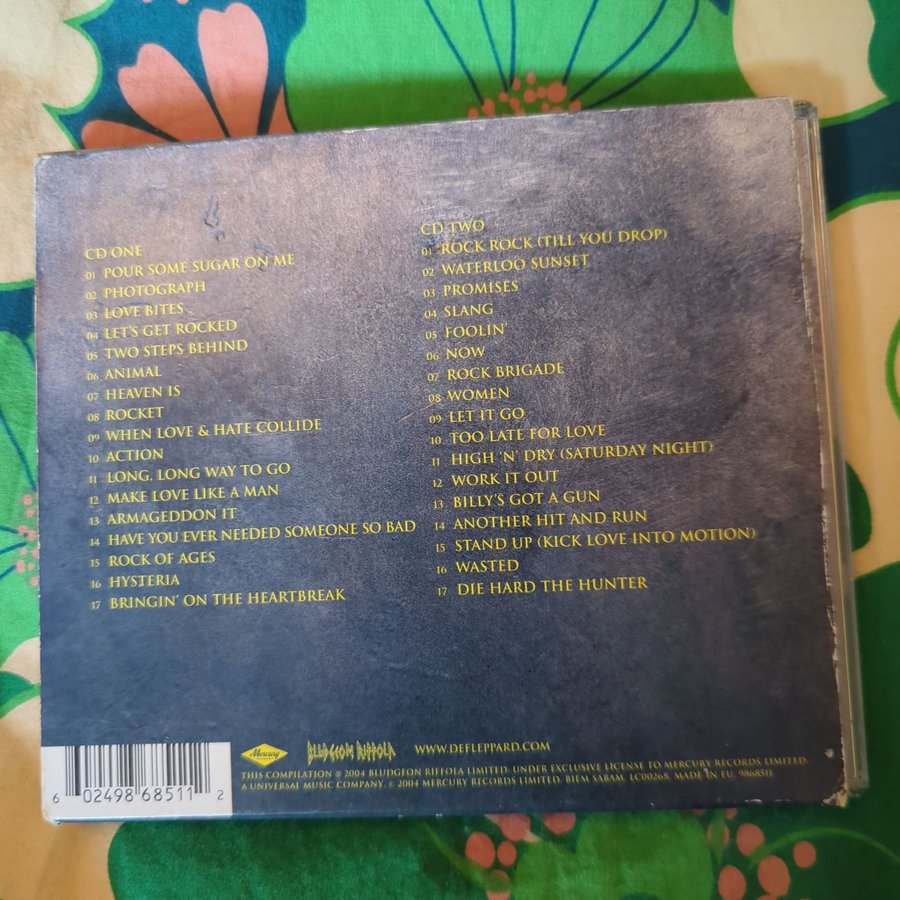 CD ONE
01 POUR SOME SUGAR ON ME
02 PHOTOGRAPH
03 LOVE BITES
04 LET'S GET ROCKED
05 TWO STEPS BEHIND
06 ANIMAL
07 HEAVEN IS
08 ROCKET
09 WHEN LOVE & HATE COLLIDE
10 ACTION
11 LONG, LONG WAY TO GO
12 MAKE LOVE LIKE A MAN
13 ARMAGEDDON IT
14 HAVE YOU EVER NEEDED SOMEONE SO BAD
15 ROCK OF AGES
16 HYSTERIA
17 BRINGIN' ON THE HEARTBREAK
CD TWO
01 ROCK ROCK (TILL YOU DROP)
02 WATERLOO SUNSET
03 PROMISES
04 SLANG
05 FOOLIN'
06 NOW
07 ROCK BRIGADE
08 WOMEN
09 LET IT GO
10 TOO LATE FOR LOVE
11 HIGH 'N' DRY (SATURDAY NIGHT)
12 WORK IT OUT
13 BILLY'S GOT A GUN
14 ANOTHER HIT AND RUN
15 STAND UP (KICK LOVE INTO MOTION)
16 WASTED
17 DIE HARD THE HUNTER
Mercury
BLUDGEON RIFFOLA
WWW.DEFLEPPARD.COM
THIS COMPILATION ℗ 2004 BLUDGEON RIFFOLA LIMITED. UNDER EXCLUSIVE LICENSE TO MERCURY RECORDS LIMITED.
A UNIVERSAL MUSIC COMPANY. © 2004 MERCURY RECORDS LIMITED. BIEM SABAM. LC00268. MADE IN EU. 9868511
6 02498 68511 2